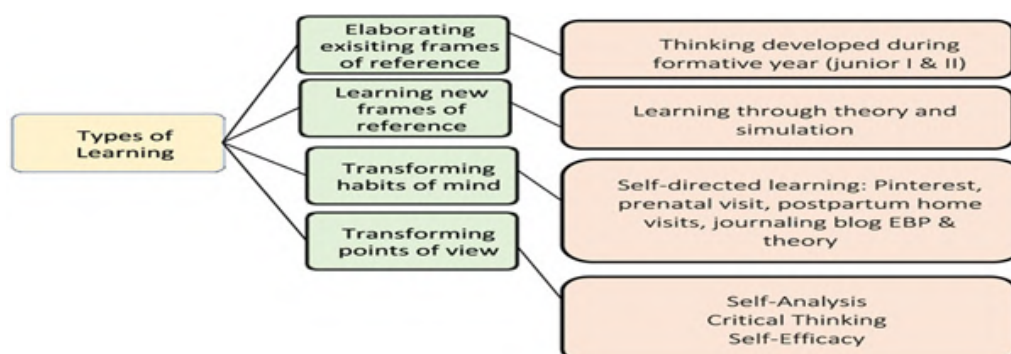 Types of
Learning
Elaborating
exisiting frames
of reference
Thinking developed during
formative year (junior I & II)
Learning new
frames of
reference
Learning through theory and
simulation
Transforming
habits of mind
Self-directed learning: Pinterest,
prenatal visit, postpartum home
visits, journaling blog EBP &
theory
Transforming
points of view
Self-Analysis
Critical Thinking
Self-Efficacy